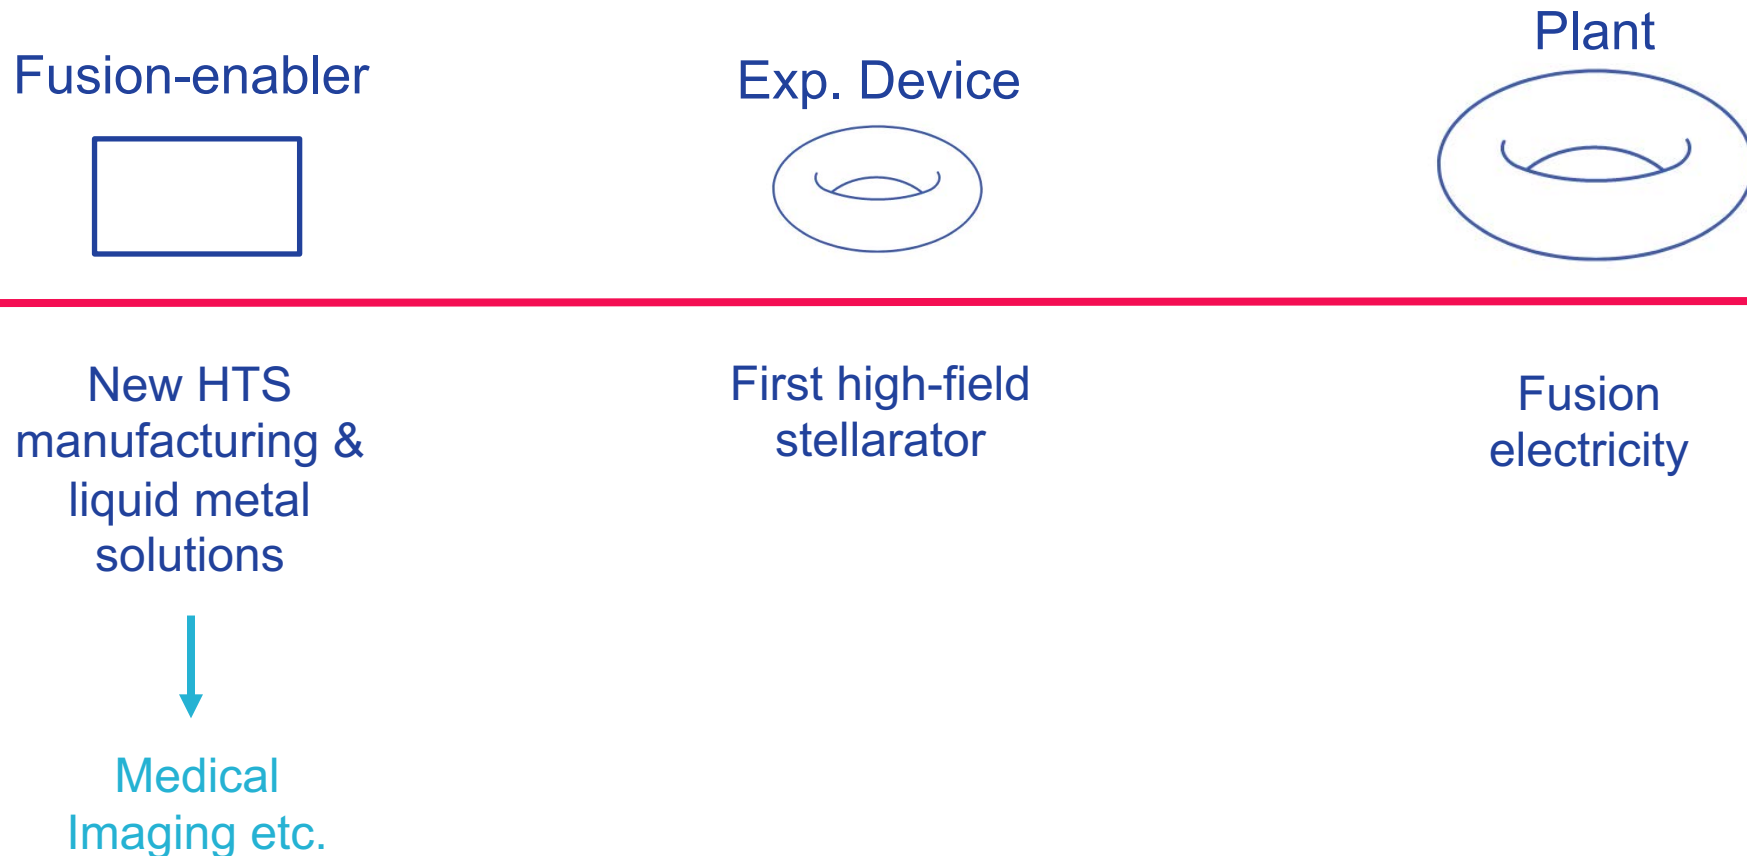 Fusion-enabler
Exp. Device
Plant
New HTS
manufacturing &
liquid metal
solutions
First high-field
stellarator
Fusion
electricity
Medical
Imaging etc.